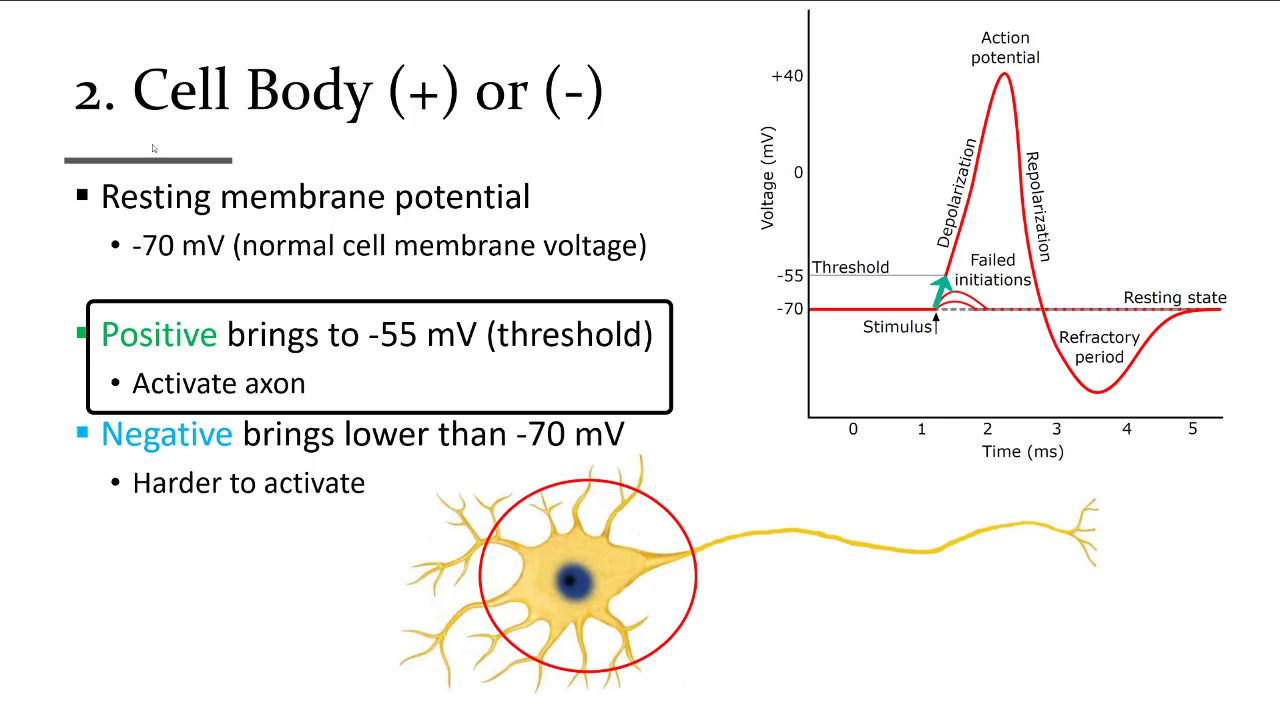 2. Cell Body (+) or (-)
▪ Resting membrane potential
• -70 mV (normal cell membrane voltage)
▪ Positive brings to -55 mV (threshold)
• Activate axon
▪ Negative brings lower than -70 mV
• Harder to activate
Action
potential
+40
0
-55
-70
Voltage (mV)
Depolarization
Repolarization
Threshold
Failed
initiations
Stimulus
Resting state
Refractory
period
0 1 2 3 4 5
Time (ms)